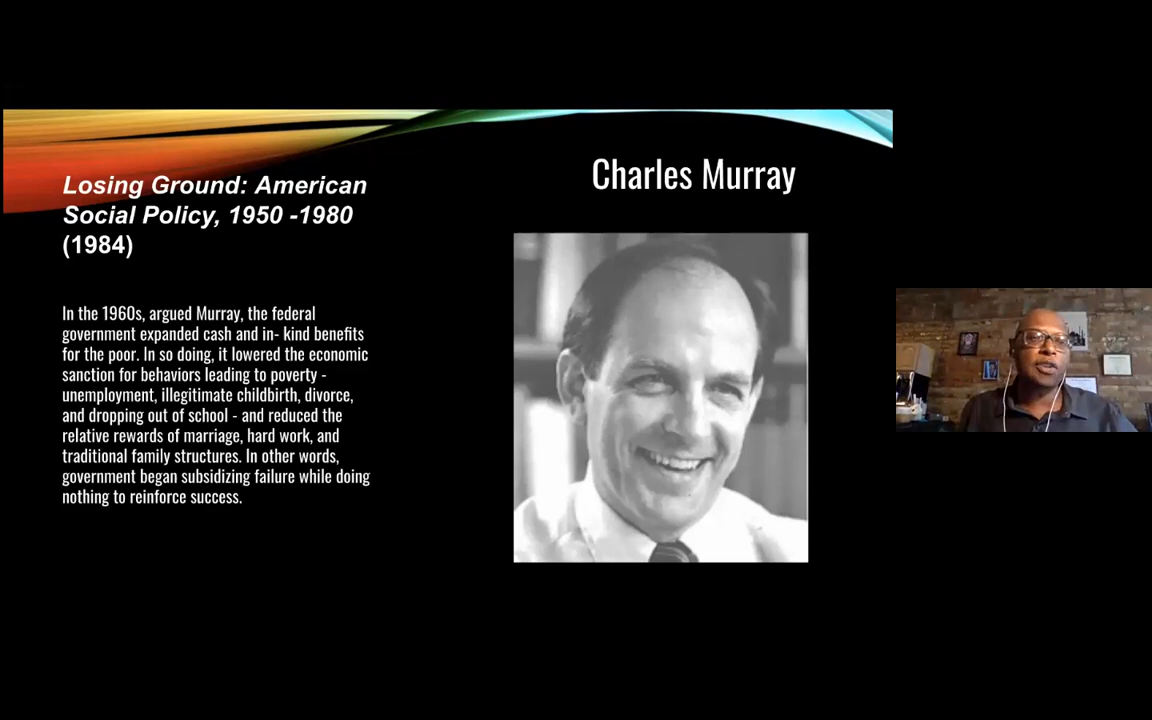 Losing Ground: American
Social Policy, 1950 -1980
(1984)
Charles Murray
In the 1960s, argued Murray, the federal
government expanded cash and in- kind benefits
for the poor. In so doing, it lowered the economic
sanction for behaviors leading to poverty -
unemployment, illegitimate childbirth, divorce,
and dropping out of school - and reduced the
relative rewards of marriage, hard work, and
traditional family structures. In other words,
government began subsidizing failure while doing
nothing to reinforce success.